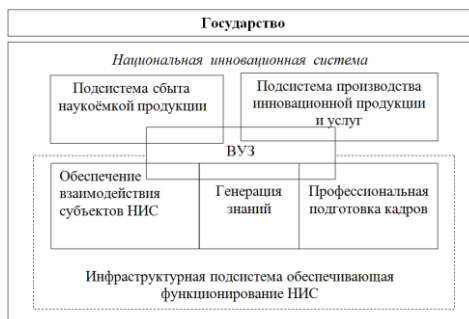 Государство
Национальная инновационная система
Подсистема сбыта
наукоёмкой продукции
Подсистема производства
инновационной продукции
и услуг
ВУЗ
Обеспечение
взаимодействия
субъектов НИС
Генерация
знаний
Профессиональная
подготовка кадров
Инфраструктурная подсистема обеспечивающая
функционирование НИС